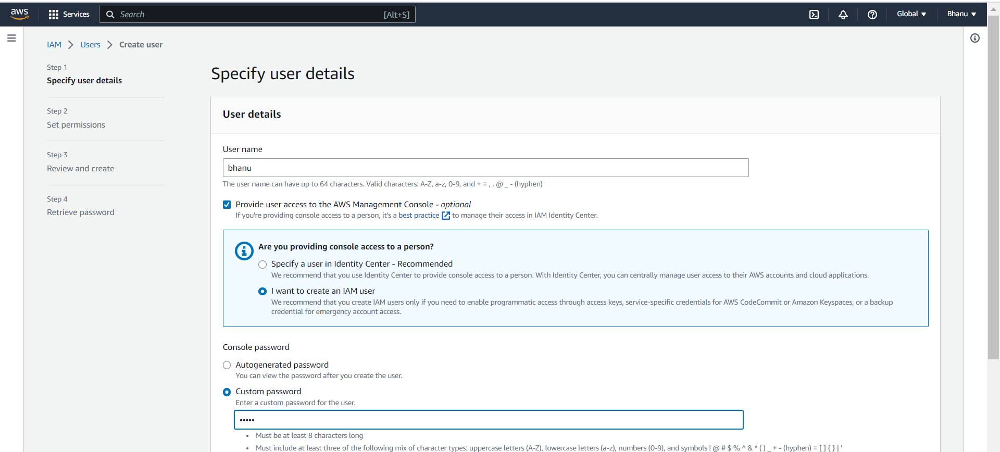 aws
Services
Search
[Alt+S]
Global
Bhanu
IAM
Users
Create user
Step 1
Specify user details
Step 2
Set permissions
Step 3
Review and create
Step 4
Retrieve password
Specify user details
User details
User name
bhanu
The user name can have up to 64 characters. Valid characters: A-Z, a-z, 0-9, and + = , . @ _ - (hyphen)
Provide user access to the AWS Management Console - optional
If you're providing console access to a person, it's a best practice to manage their access in IAM Identity Center.
Are you providing console access to a person?
Specify a user in Identity Center - Recommended
We recommend that you use Identity Center to provide console access to a person. With Identity Center, you can centrally manage user access to their AWS accounts and cloud applications.
I want to create an IAM user
We recommend that you create IAM users only if you need to enable programmatic access through access keys, service-specific credentials for AWS CodeCommit or Amazon Keyspaces, or a backup
credential for emergency account access.
Console password
Autogenerated password
You can view the password after you create the user.
Custom password
Enter a custom password for the user.
•••••
• Must be at least 8 characters long
• Must include at least three of the following mix of character types: uppercase letters (A-Z), lowercase letters (a-z), numbers (0-9), and symbols ! @ # $ % ^ & * ( ) _ + - (hyphen) = [ ] { } | '